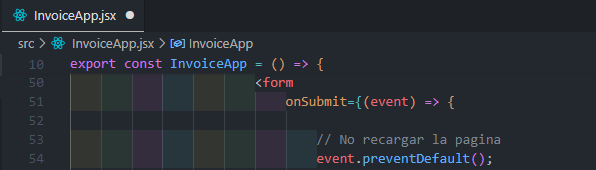 InvoiceApp.jsx
src > InvoiceApp.jsx > InvoiceApp
10 export const InvoiceApp = () => {
50 <form
51 onSubmit={(event) => {
52
53 // No recargar la pagina
54 event.preventDefault();